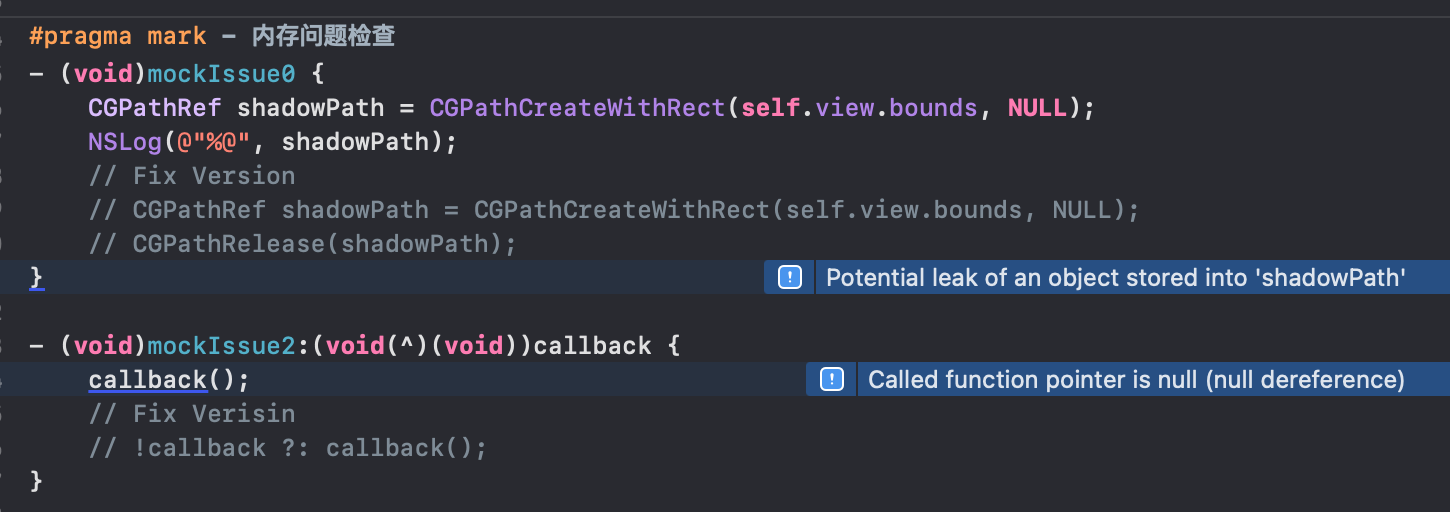 #pragma mark - 内存问题检查
- (void)mockIssue0 {
    CGPathRef shadowPath = CGPathCreateWithRect(self.view.bounds, NULL);
    NSLog(@"%@", shadowPath);
    // Fix Version
    // CGPathRef shadowPath = CGPathCreateWithRect(self.view.bounds, NULL);
    // CGPathRelease(shadowPath);
} Potential leak of an object stored into 'shadowPath'
- (void)mockIssue2:(void(^)(void))callback {
    callback(); Called function pointer is null (null dereference)
    // Fix Verisin
    // !callback ?: callback();
}